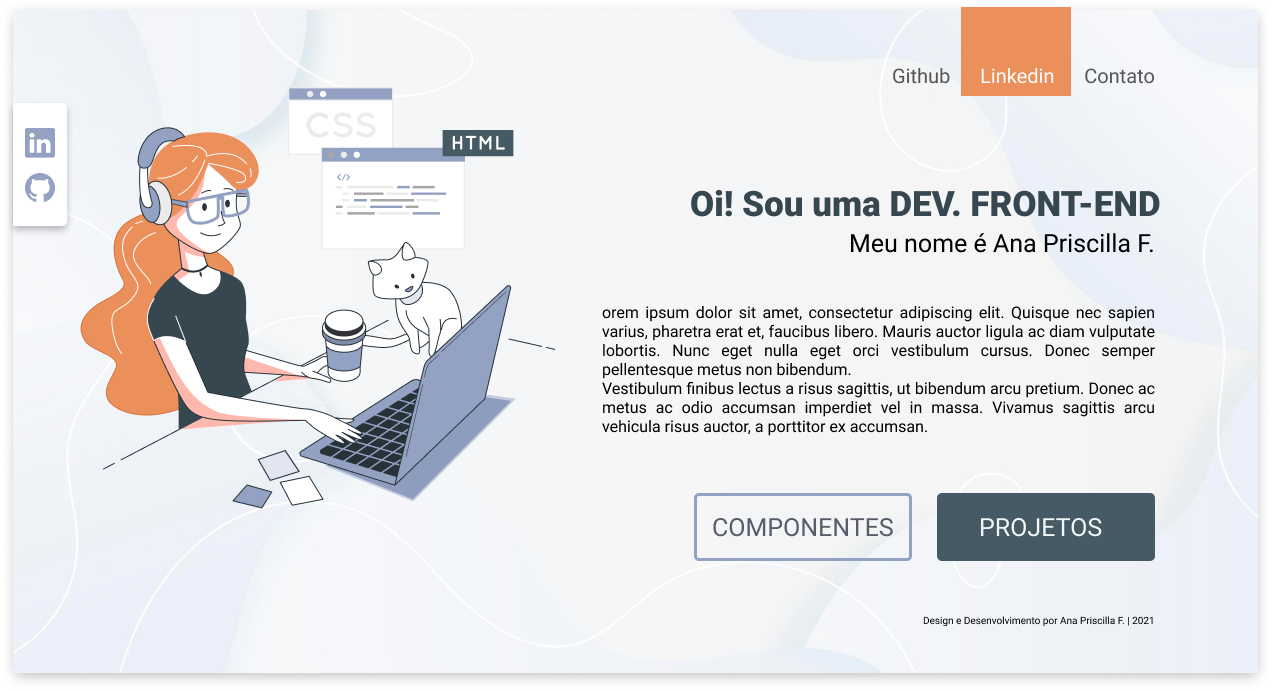 Github Linkedin Contato
in
CSS
HTML
</>
Oi! Sou uma DEV. FRONT-END
Meu nome é Ana Priscilla F.
orem ipsum dolor sit amet, consectetur adipiscing elit. Quisque nec sapien
varius, pharetra erat et, faucibus libero. Mauris auctor ligula ac diam vulputate
lobortis. Nunc eget nulla eget orci vestibulum cursus. Donec semper
pellentesque metus non bibendum.
Vestibulum finibus lectus a risus sagittis, ut bibendum arcu pretium. Donec ac
metus ac odio accumsan imperdiet vel in massa. Vivamus sagittis arcu
vehicula risus auctor, a porttitor ex accumsan.
COMPONENTES PROJETOS
Design e Desenvolvimento por Ana Priscilla F. | 2021